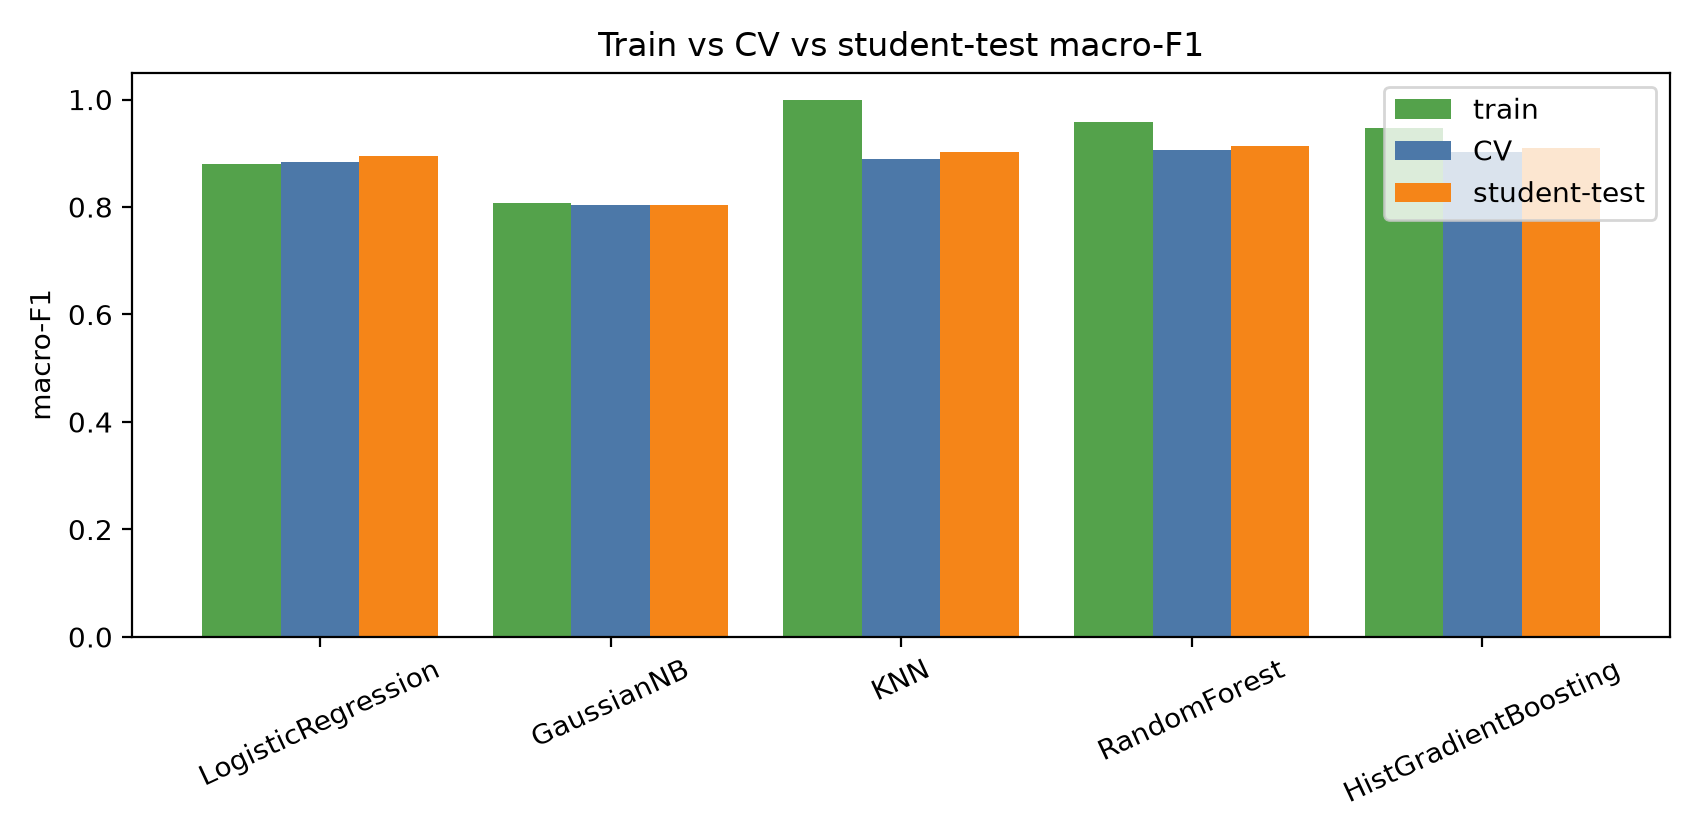 Train vs CV vs student-test macro-F1
macro-F1
1.0
0.8
0.6
0.4
0.2
0.0
train
CV
student-test
LogisticRegression
GaussianNB
KNN
RandomForest
HistGradientBoosting